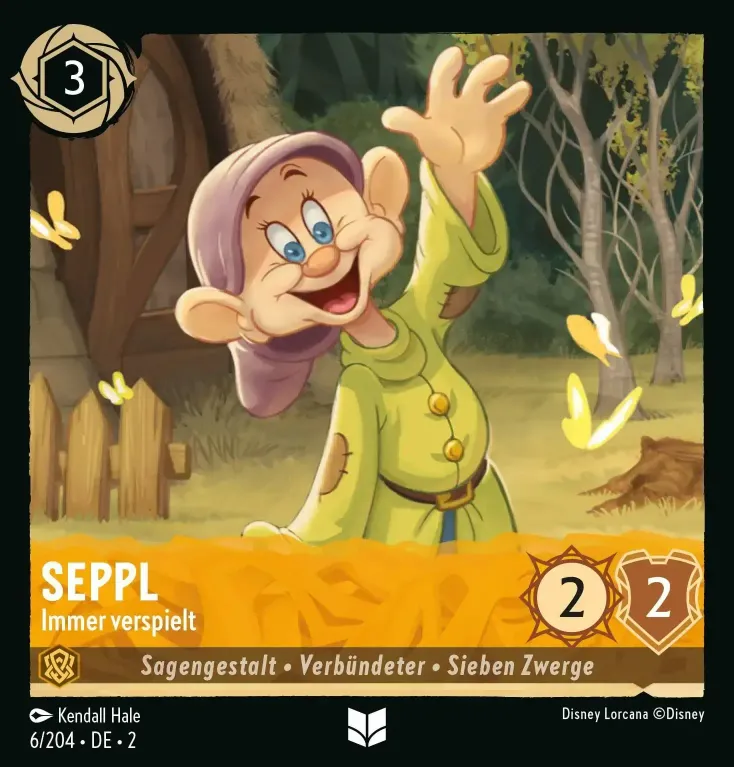 3
SEPPL
Immer verspielt
2
2
Sagengestalt • Verbündeter • Sieben Zwerge
Kendall Hale
Disney Lorcana ©Disney
6/204 • DE • 2